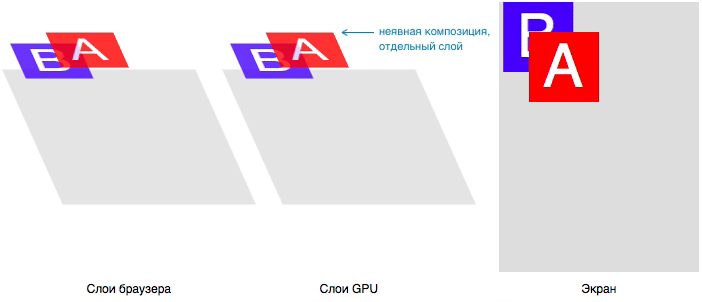 B
A
B
A
неявная композиция,
отдельный слой
B
A
Слои браузера
Слои GPU
Экран